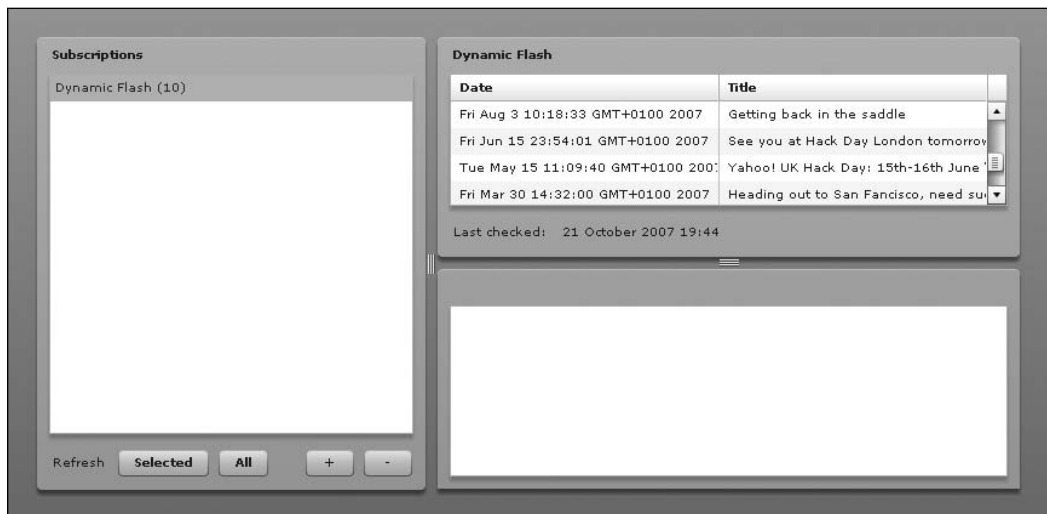 Subscriptions
Dynamic Flash (10)
Refresh Selected All + -
Dynamic Flash
Date Title
Fri Aug 3 10:18:33 GMT+0100 2007 Getting back in the saddle
Fri Jun 15 23:54:01 GMT+0100 2007 See you at Hack Day London
Tue May 15 11:09:40 GMT+0100 Yahoo! UK Hack Day: 15th-16th June
Fri Mar 30 14:32:00 GMT+0100 2007 Heading out to San Fancisco, need
Last checked: 21 October 2007 19:44